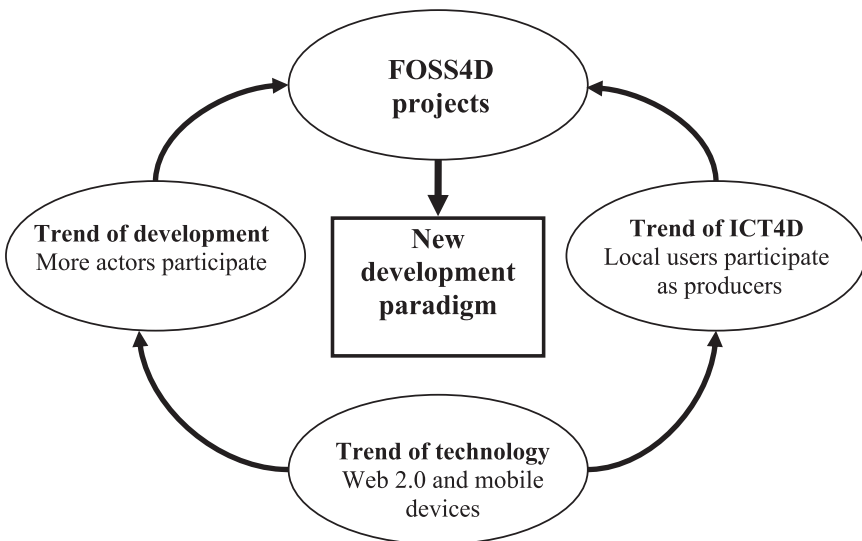 FOSS4D
projects
Trend of development
More actors participate
New
development
paradigm
Trend of ICT4D
Local users participate
as producers
Trend of technology
Web 2.0 and mobile
devices